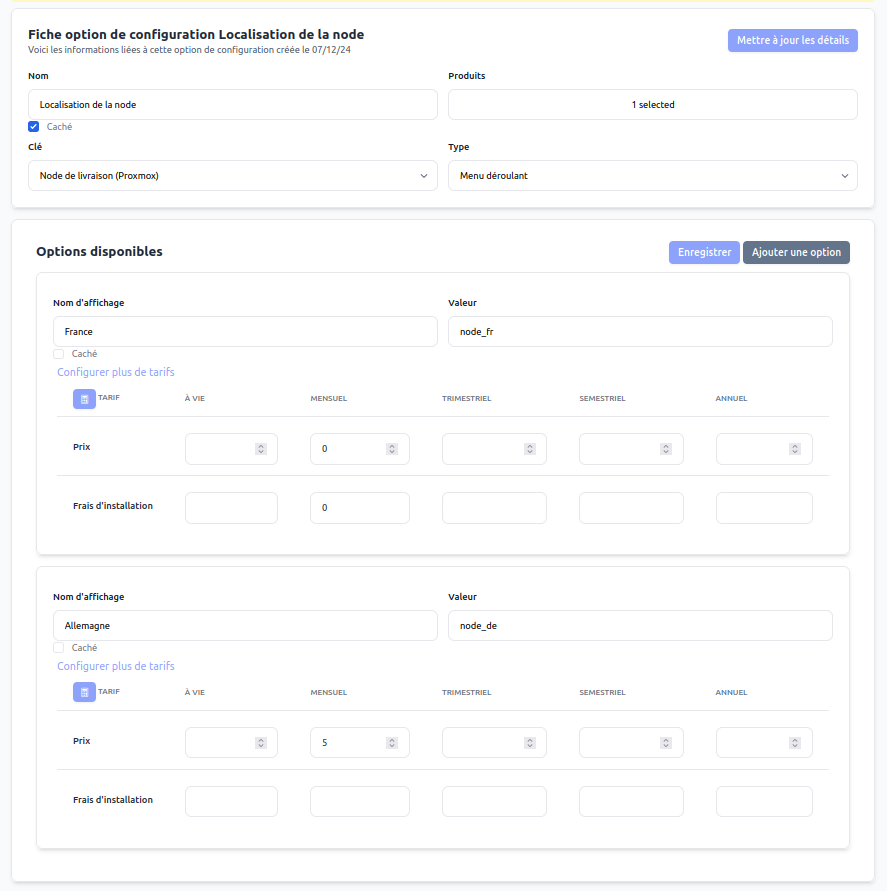 Fiche option de configuration Localisation de la node
Mettre à jour les détails
Voici les informations liées à cette option de configuration créée le 07/12/24
Nom
Produits
Localisation de la node
1 selected
Caché
Clé
Type
Node de livraison (Proxmox)
Menu déroulant
Options disponibles
Enregistrer
Ajouter une option
Nom d'affichage
Valeur
France
node_fr
Caché
Configurer plus de tarifs
TARIF À VIE MENSUEL TRIMESTRIEL SEMESTRIEL ANNUEL
Prix 0
Frais d'installation 0
Nom d'affichage
Valeur
Allemagne
node_de
Caché
Configurer plus de tarifs
TARIF À VIE MENSUEL TRIMESTRIEL SEMESTRIEL ANNUEL
Prix 5
Frais d'installation